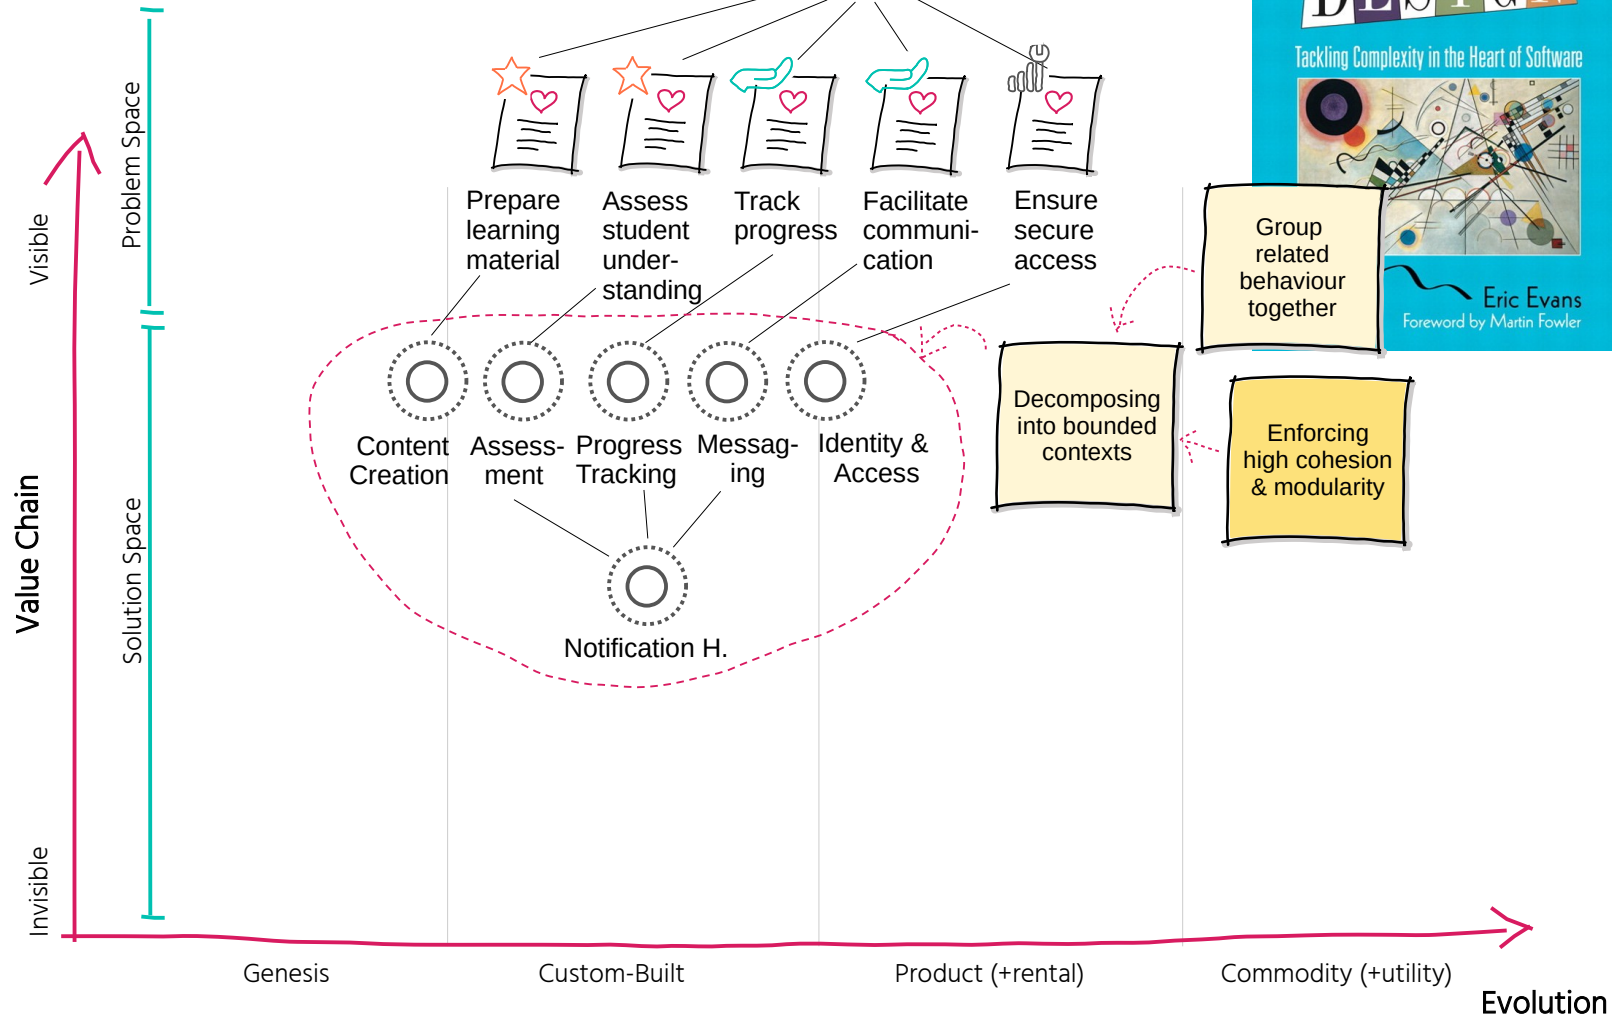 DESIGN
Tackling Complexity in the Heart of Software
Eric Evans
Foreword by Martin Fowler
Problem Space
Visible
Solution Space
Value Chain
Invisible
Prepare
learning
material
Assess
student
under-
standing
Track
progress
Facilitate
communi-
cation
Ensure
secure
access
Group
related
behaviour
together
Decomposing
into bounded
contexts
Enforcing
high cohesion
& modularity
Content
Creation
Assess-
ment
Progress
Tracking
Messag-
ing
Identity &
Access
Notification H.
Genesis
Custom-Built
Product (+rental)
Commodity (+utility)
Evolution